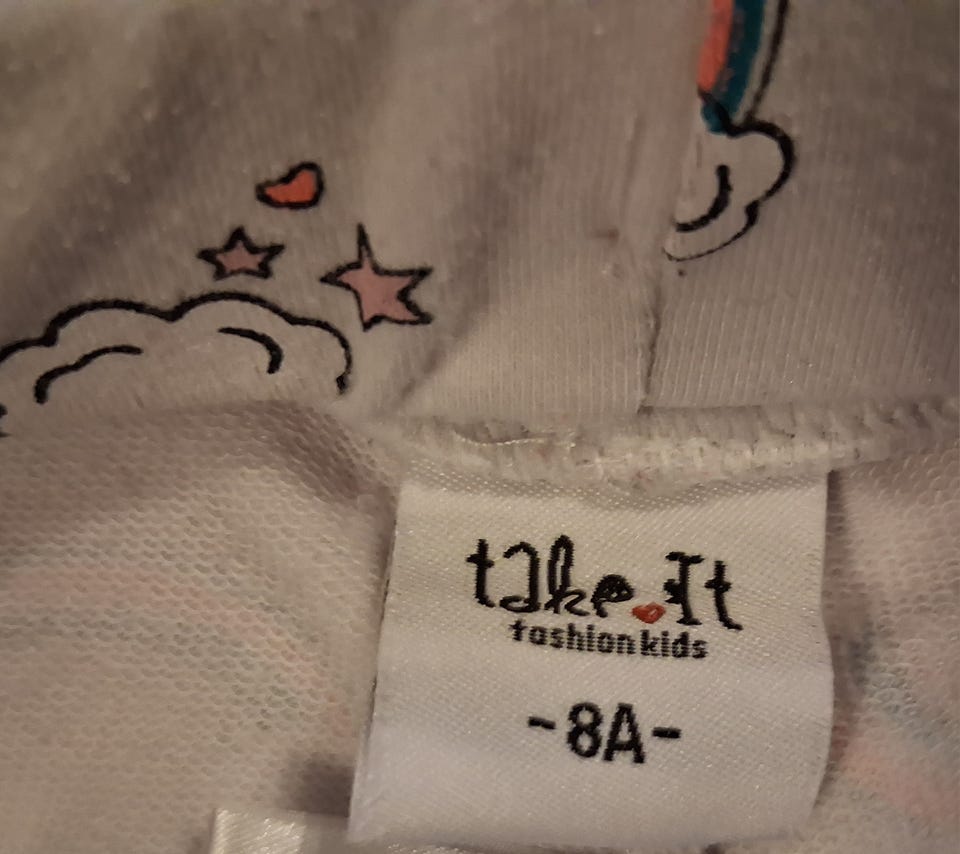 take It
fashion kids
-8A-